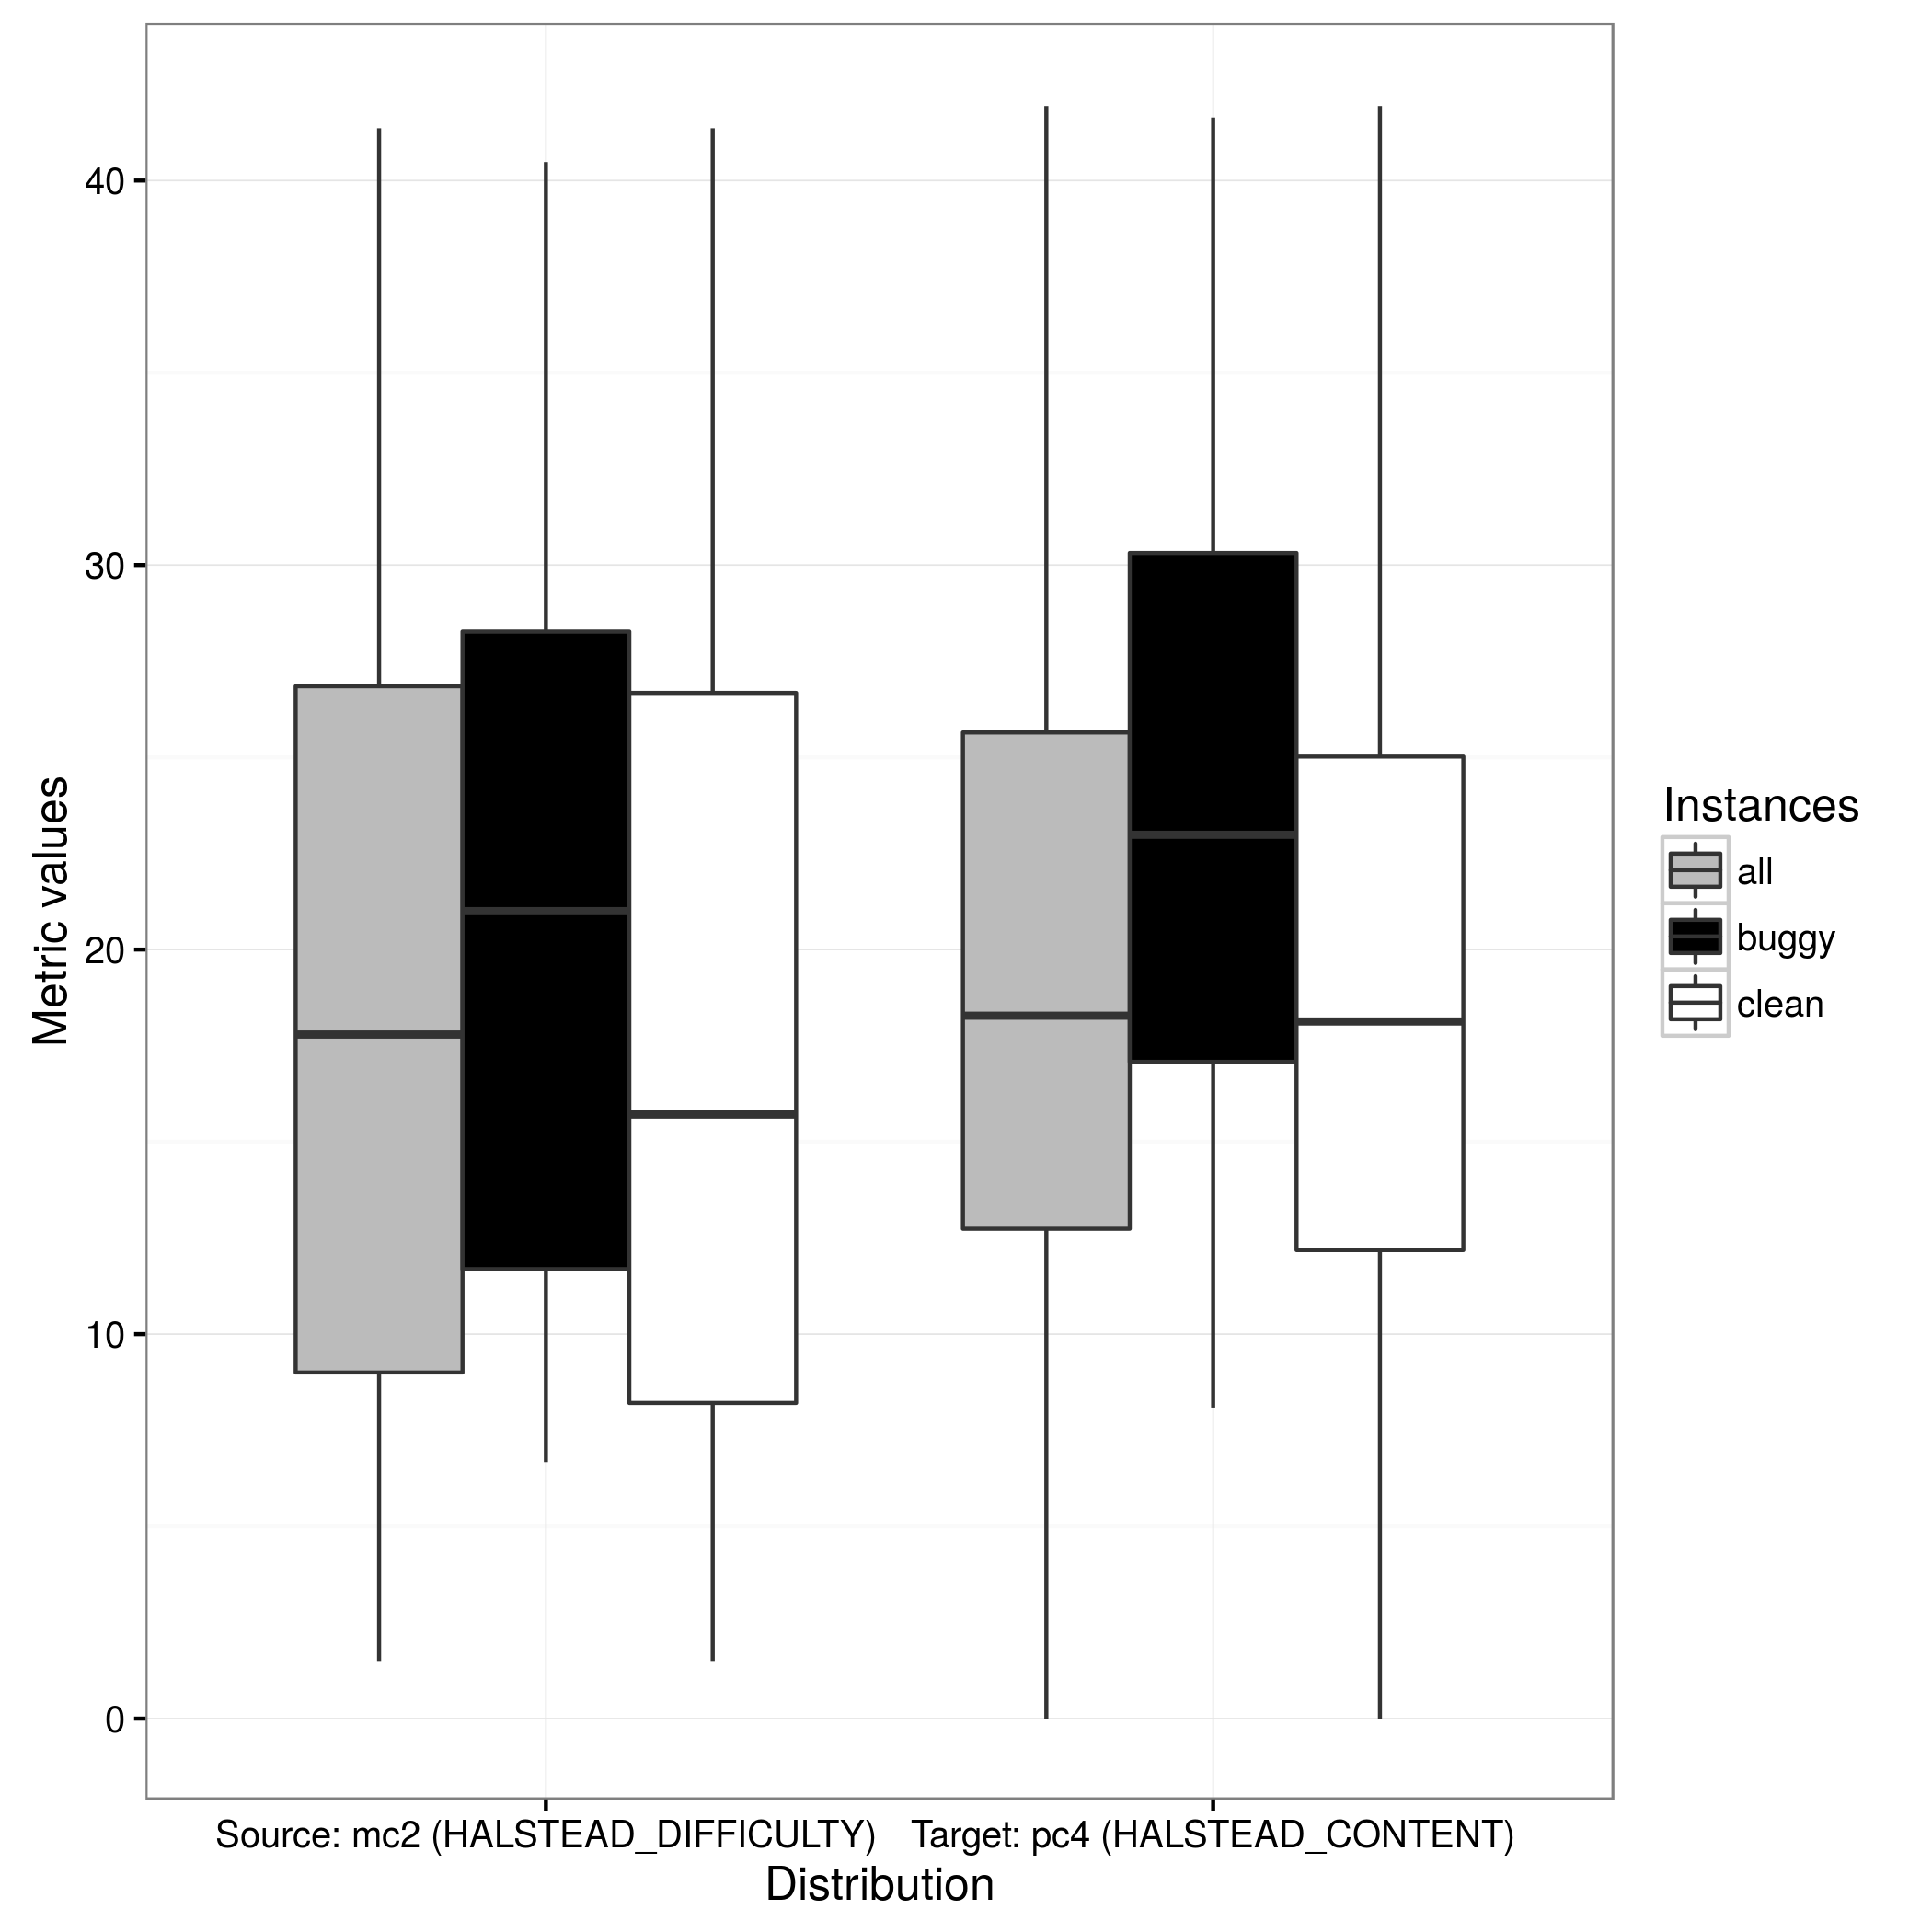 Metric values
40
30
20
10
0
Source: mc2 (HALSTEAD_DIFFICULTY)
Target: pc4 (HALSTEAD_CONTENT)
Distribution
Instances
all
buggy
clean